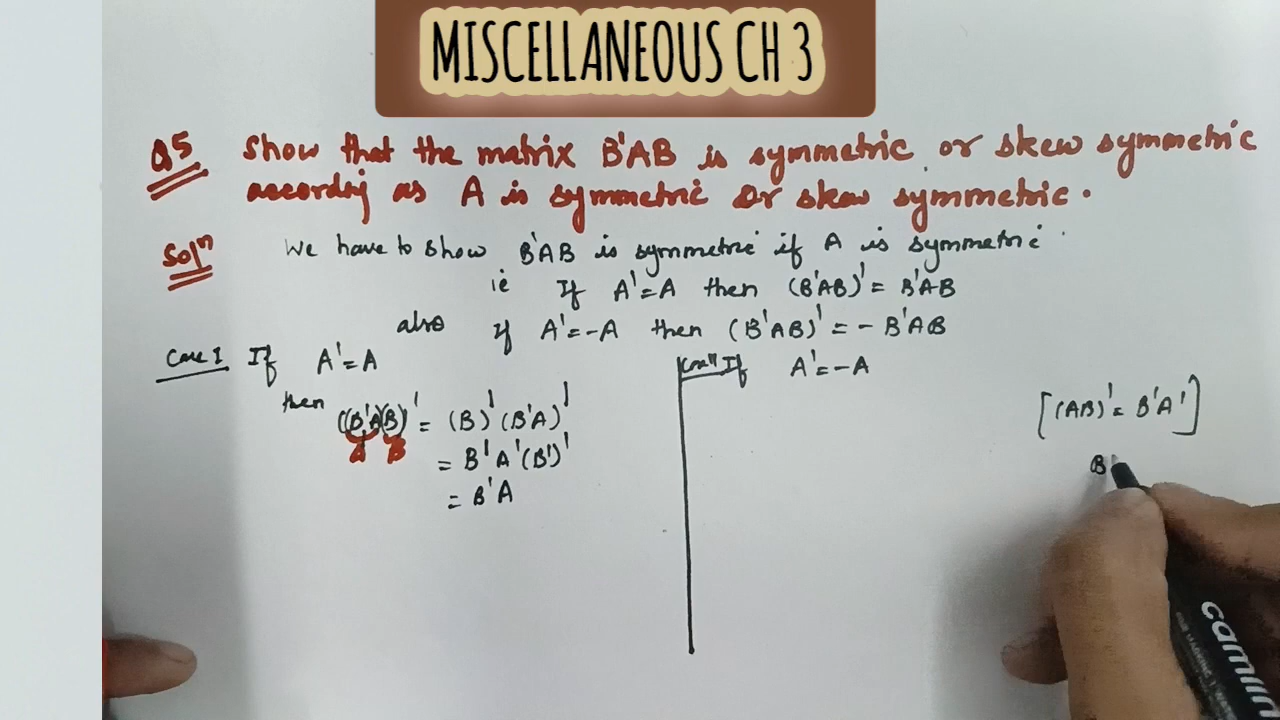 MISCELLANEOUS CH 3
Q5 Show that the matrix B'AB is symmetric or skew symmetric
accordig as A is symmetric or skew symmetric.
Solⁿ We have to show B'AB is symmetric if A is symmetric.
ie If A'=A then (B'AB)' = B'AB
also if A'=-A then (B'AB)' = - B'AB
Case I If A'=A
then ((B'A)(B))' = (B)'(B'A)'
A B
= B'A'(B')'
= B'A
Case II If A'=-A
[(AB)' = B'A']
B
camlin